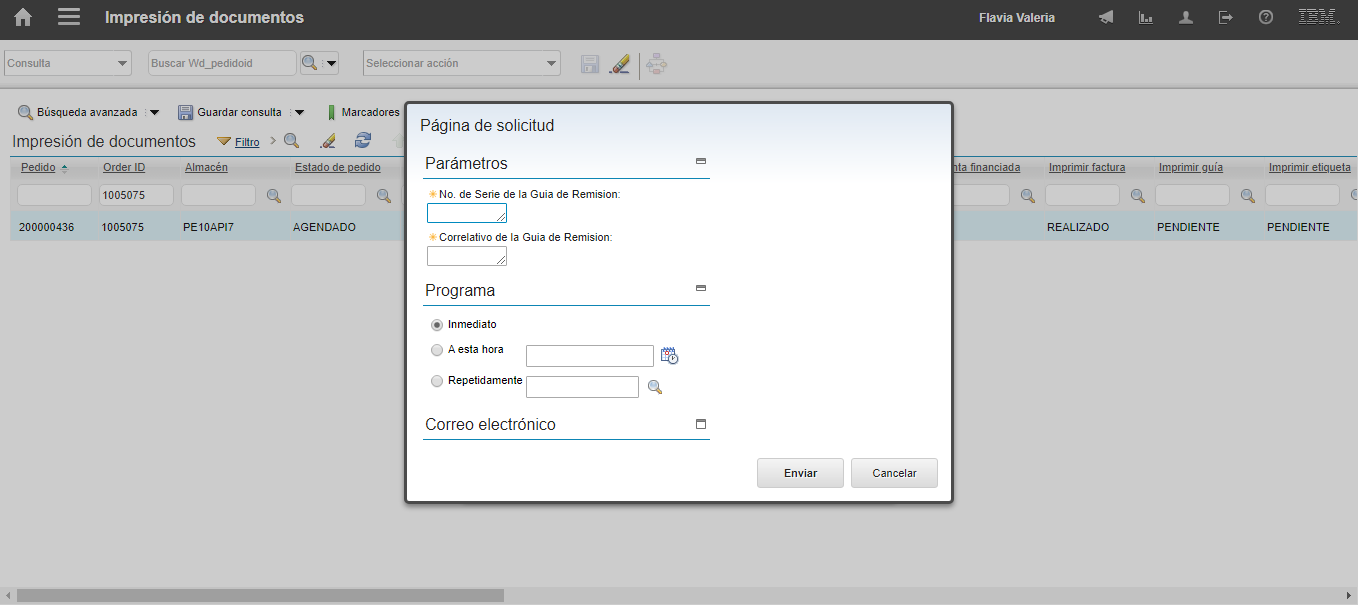 Impresión de documentos
Flavia Valeria
IBM.
Consulta
Buscar Wd_pedidoid
Seleccionar acción
Búsqueda avanzada
Guardar consulta
Marcadores
Impresión de documentos
Filtro
Pedido
Order ID
Almacén
Estado de pedido
nta financiada
Imprimir factura
Imprimir guía
Imprimir etiqueta
1005075
200000436
1005075
PE10API7
AGENDADO
REALIZADO
PENDIENTE
PENDIENTE
Página de solicitud
Parámetros
No. de Serie de la Guia de Remision:
Correlativo de la Guia de Remision:
Programa
Inmediato
A esta hora
Repetidamente
Correo electrónico
Enviar
Cancelar